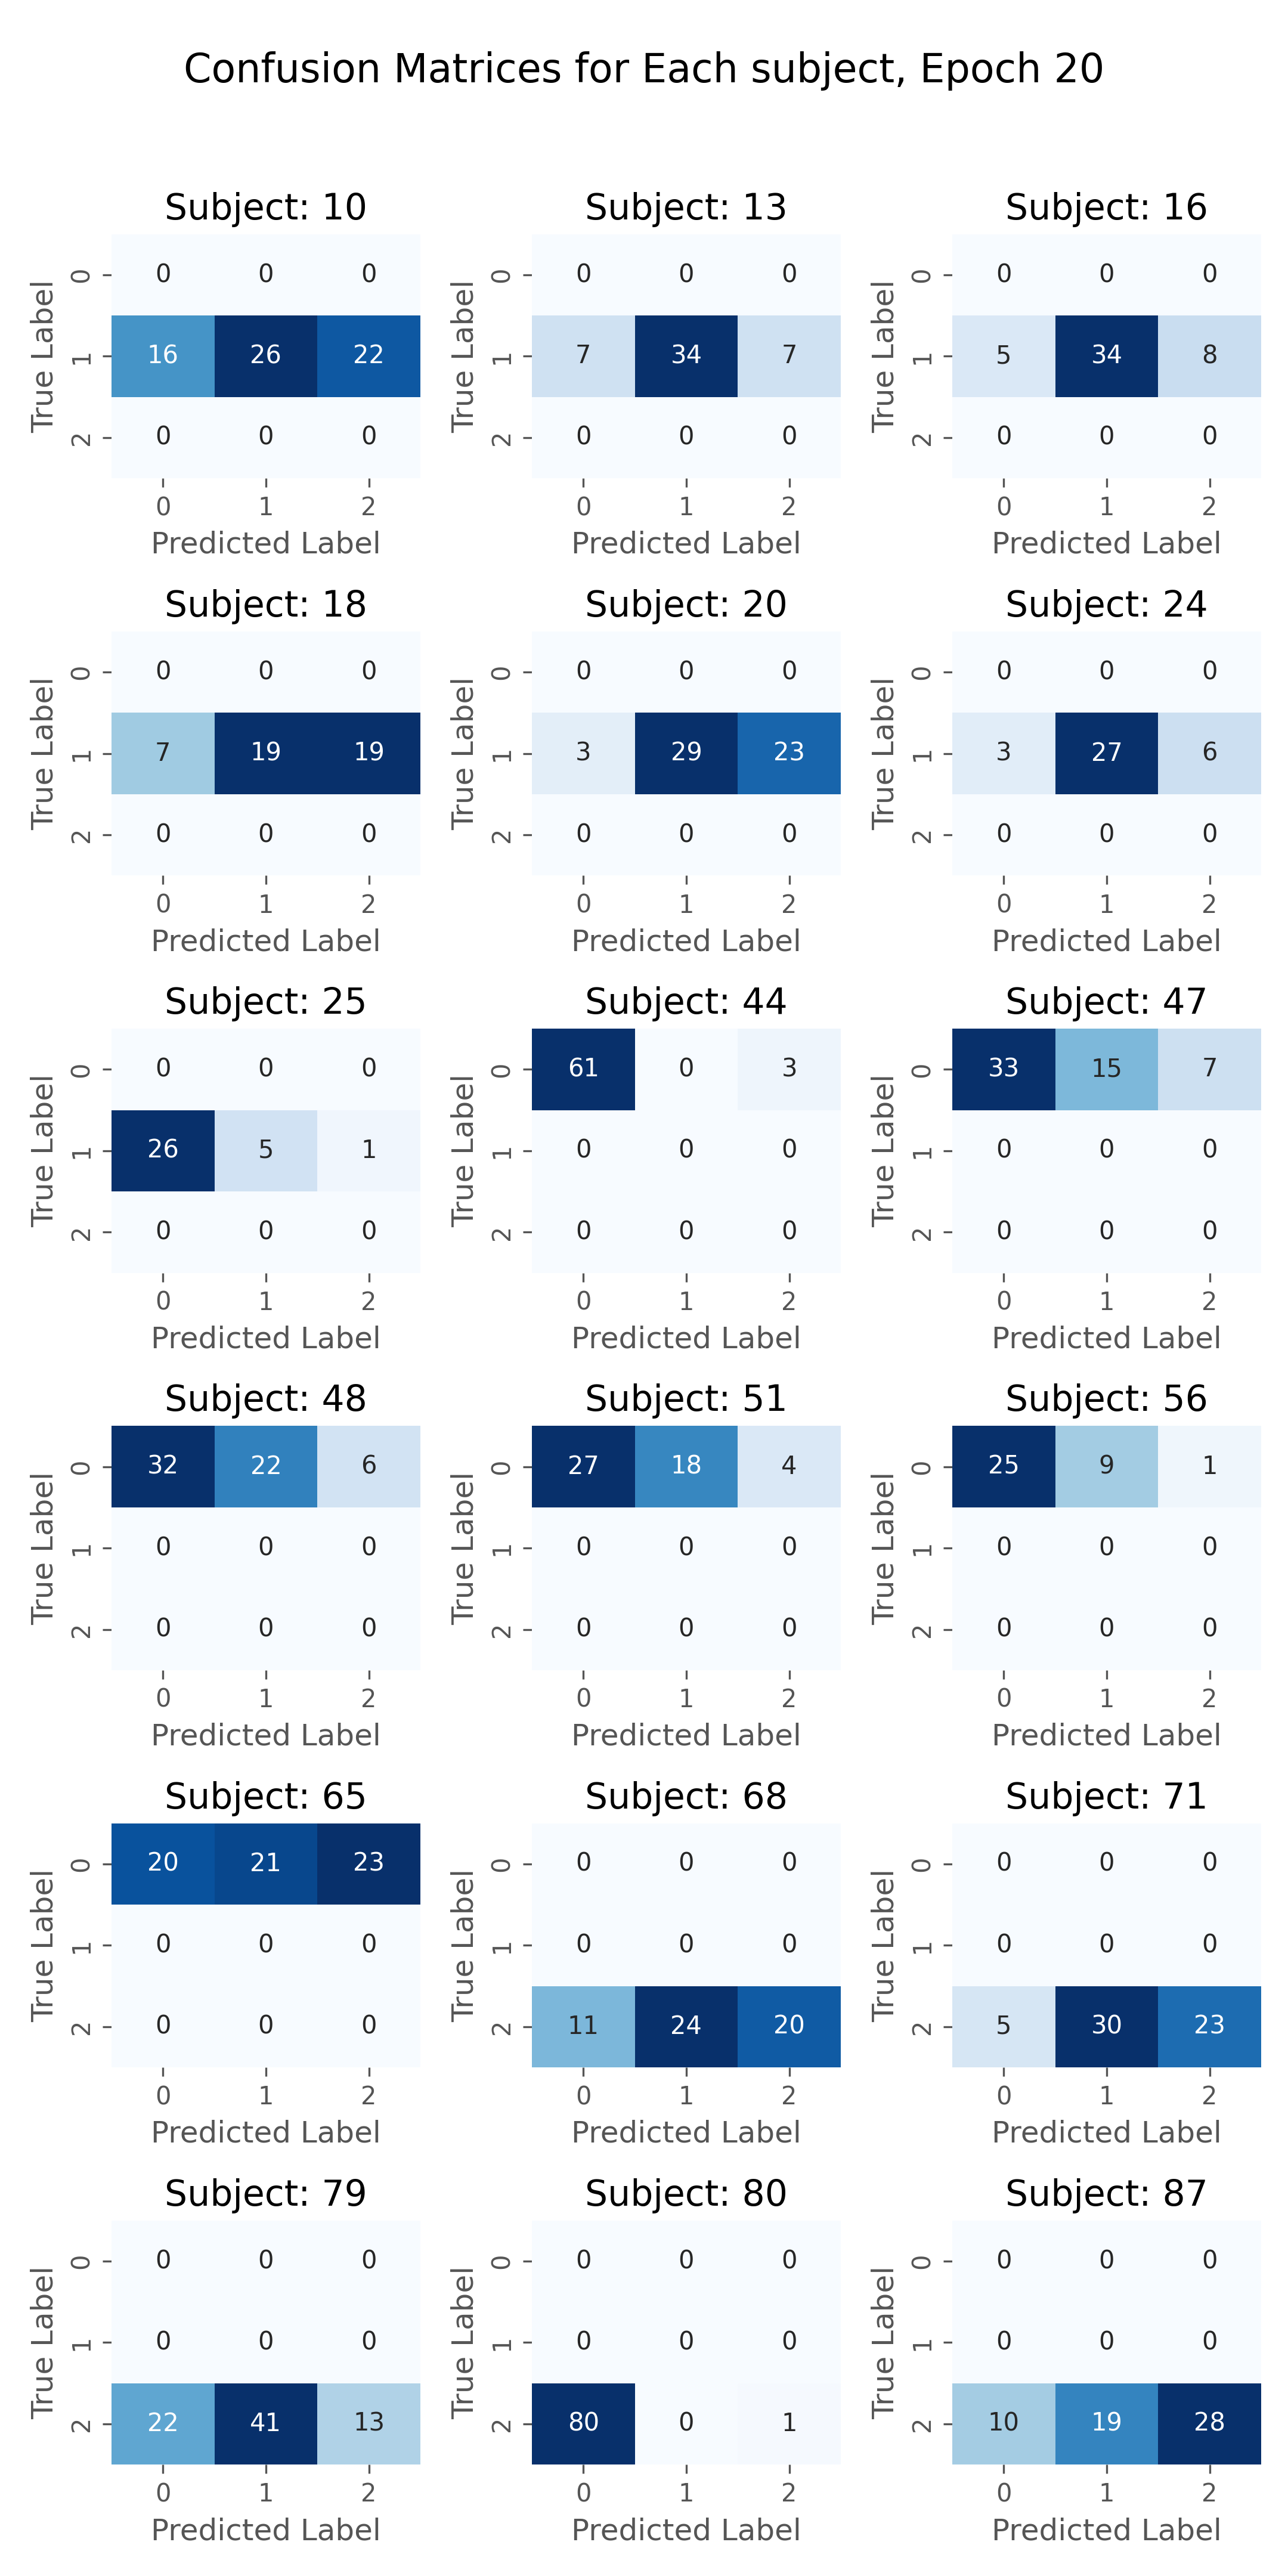 Confusion Matrices for Each subject, Epoch 20
Subject: 10 Subject: 13 Subject: 16
True Label 0 0 0 0 True Label 0 0 0 0 True Label 0 0 0 0
1 16 26 22 1 7 34 7 1 5 34 8
2 0 0 0 2 0 0 0 2 0 0 0
0 1 2 0 1 2 0 1 2
Predicted Label Predicted Label Predicted Label
Subject: 18 Subject: 20 Subject: 24
True Label 0 0 0 0 True Label 0 0 0 0 True Label 0 0 0 0
1 7 19 19 1 3 29 23 1 3 27 6
2 0 0 0 2 0 0 0 2 0 0 0
0 1 2 0 1 2 0 1 2
Predicted Label Predicted Label Predicted Label
Subject: 25 Subject: 44 Subject: 47
True Label 0 0 0 0 True Label 0 61 0 3 True Label 0 33 15 7
1 26 5 1 1 0 0 0 1 0 0 0
2 0 0 0 2 0 0 0 2 0 0 0
0 1 2 0 1 2 0 1 2
Predicted Label Predicted Label Predicted Label
Subject: 48 Subject: 51 Subject: 56
True Label 0 32 22 6 True Label 0 27 18 4 True Label 0 25 9 1
1 0 0 0 1 0 0 0 1 0 0 0
2 0 0 0 2 0 0 0 2 0 0 0
0 1 2 0 1 2 0 1 2
Predicted Label Predicted Label Predicted Label
Subject: 65 Subject: 68 Subject: 71
True Label 0 20 21 23 True Label 0 0 0 0 True Label 0 0 0 0
1 0 0 0 1 0 0 0 1 0 0 0
2 0 0 0 2 11 24 20 2 5 30 23
0 1 2 0 1 2 0 1 2
Predicted Label Predicted Label Predicted Label
Subject: 79 Subject: 80 Subject: 87
True Label 0 0 0 0 True Label 0 0 0 0 True Label 0 0 0 0
1 0 0 0 1 0 0 0 1 0 0 0
2 22 41 13 2 80 0 1 2 10 19 28
0 1 2 0 1 2 0 1 2
Predicted Label Predicted Label Predicted Label